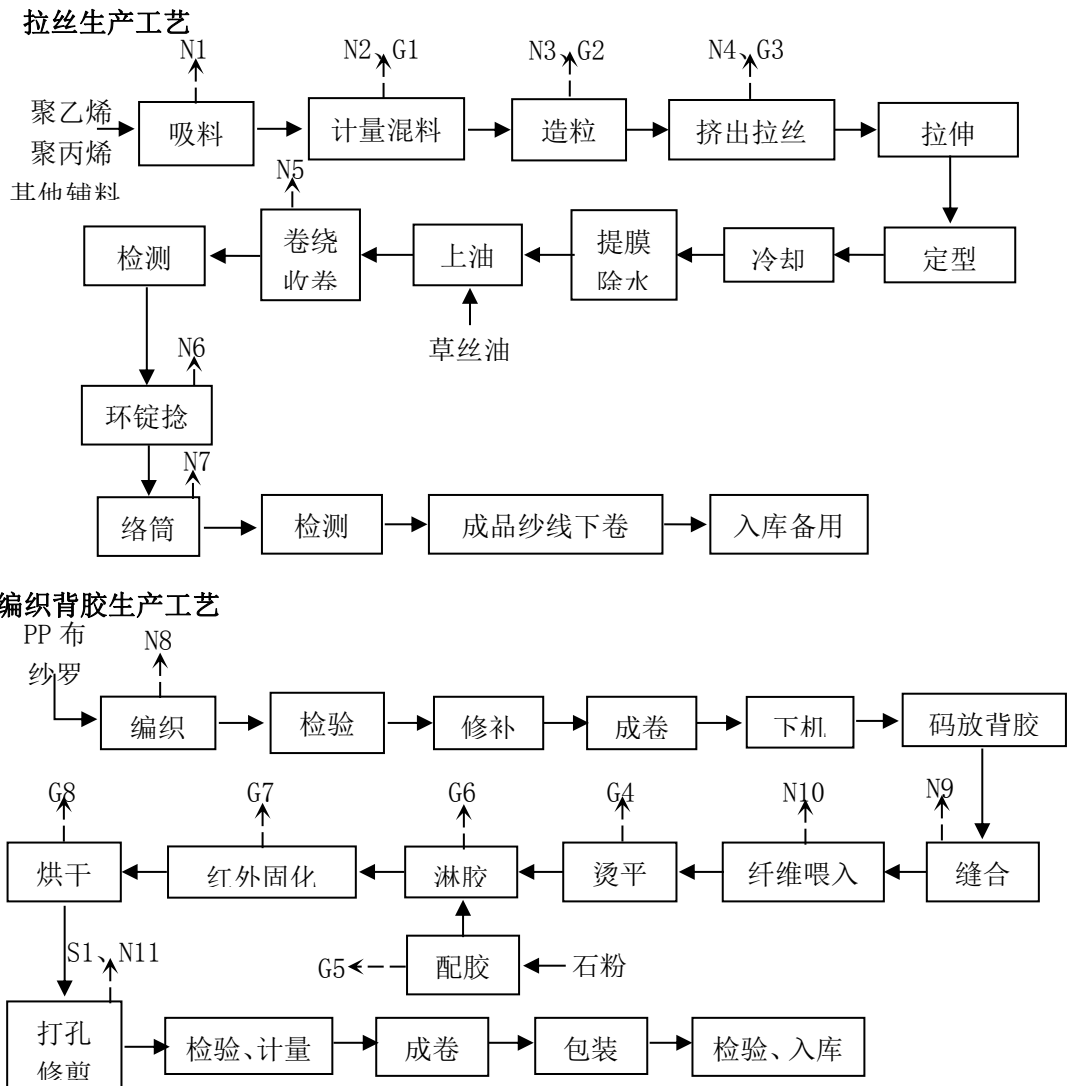 拉丝生产工艺
N1
N2、G1
N3、G2
N4、G3
聚乙烯
聚丙烯
其他辅料
吸料
计量混料
造粒
挤出拉丝
拉伸
N5
检测
卷绕
收卷
上油
提膜
除水
冷却
定型
草丝油
N6
环锭捻
N7
络筒
检测
成品纱线下卷
入库备用
编织背胶生产工艺
PP 布
纱罗
N8
编织
检验
修补
成卷
下机
码放背胶
G8
G7
G6
G4
N10
N9
烘干
红外固化
淋胶
烫平
纤维喂入
缝合
S1、N11
G5
配胶
石粉
打孔
修剪
检验、计量
成卷
包装
检验、入库